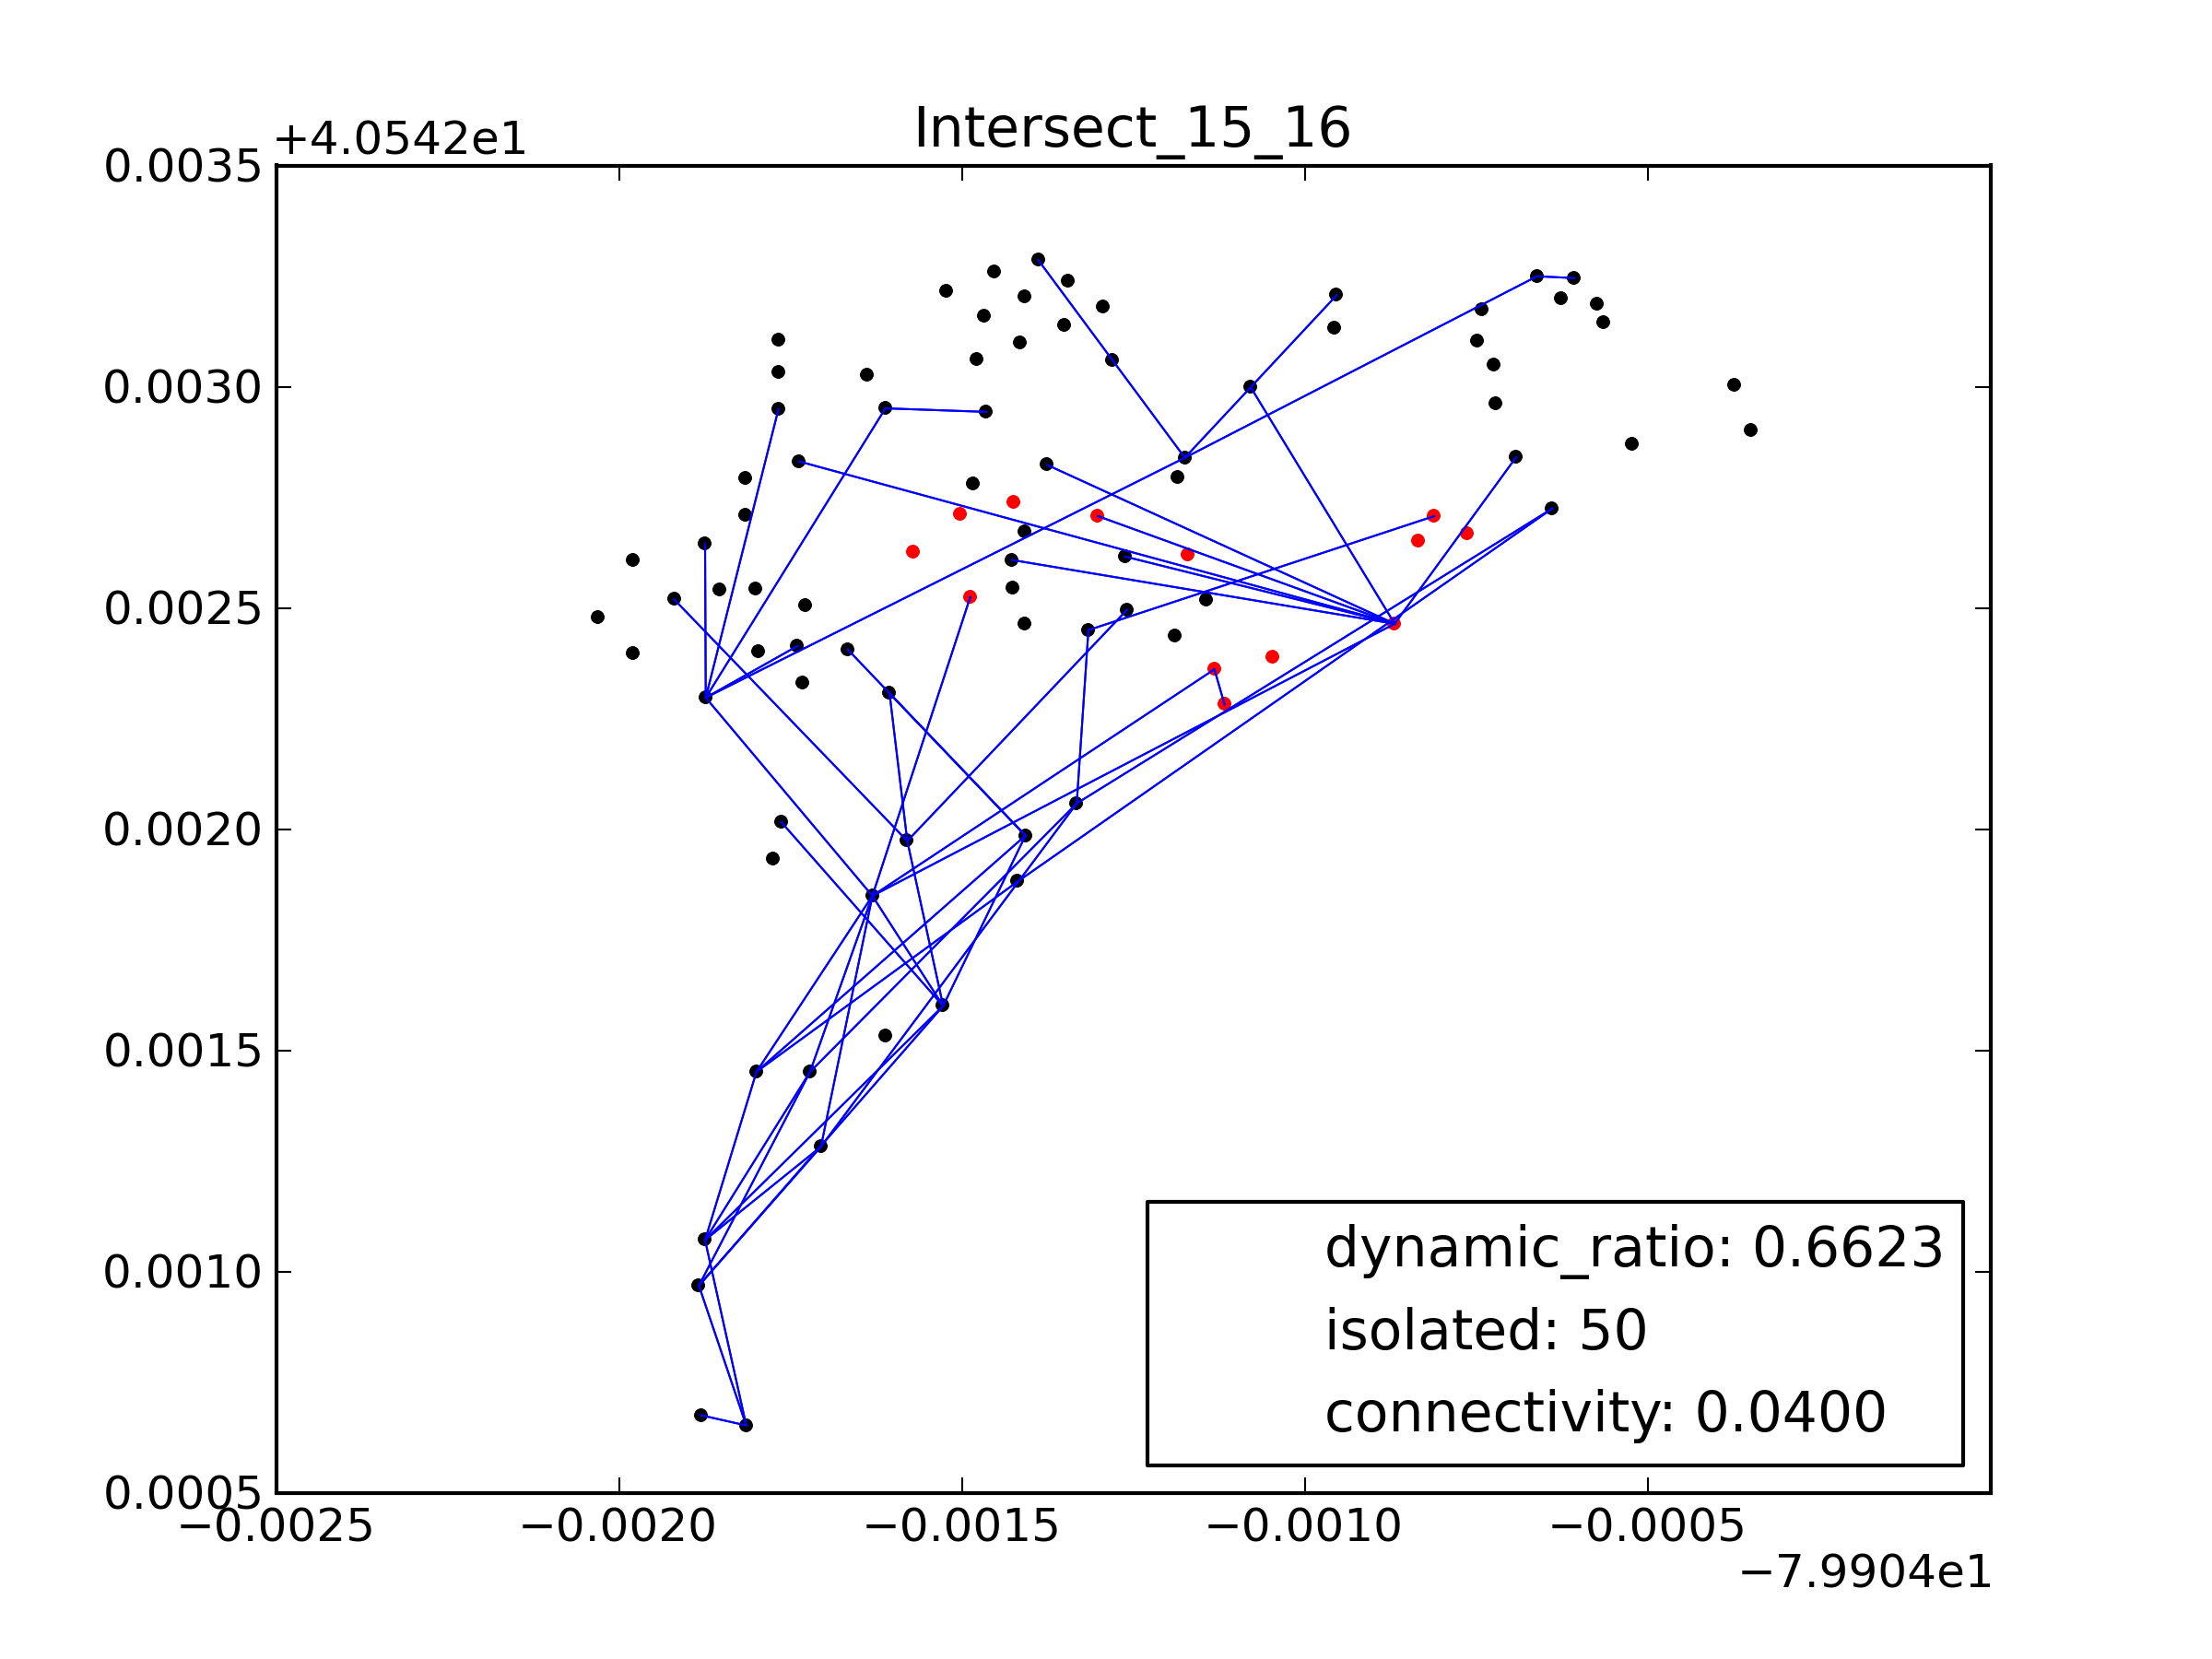 Intersect_15_16
+4.0542e1
0.0035
0.0030
0.0025
0.0020
0.0015
0.0010
0.0005
dynamic_ratio: 0.6623
isolated: 50
connectivity: 0.0400
−0.0025 −0.0020 −0.0015 −0.0010 −0.0005
−7.9904e1